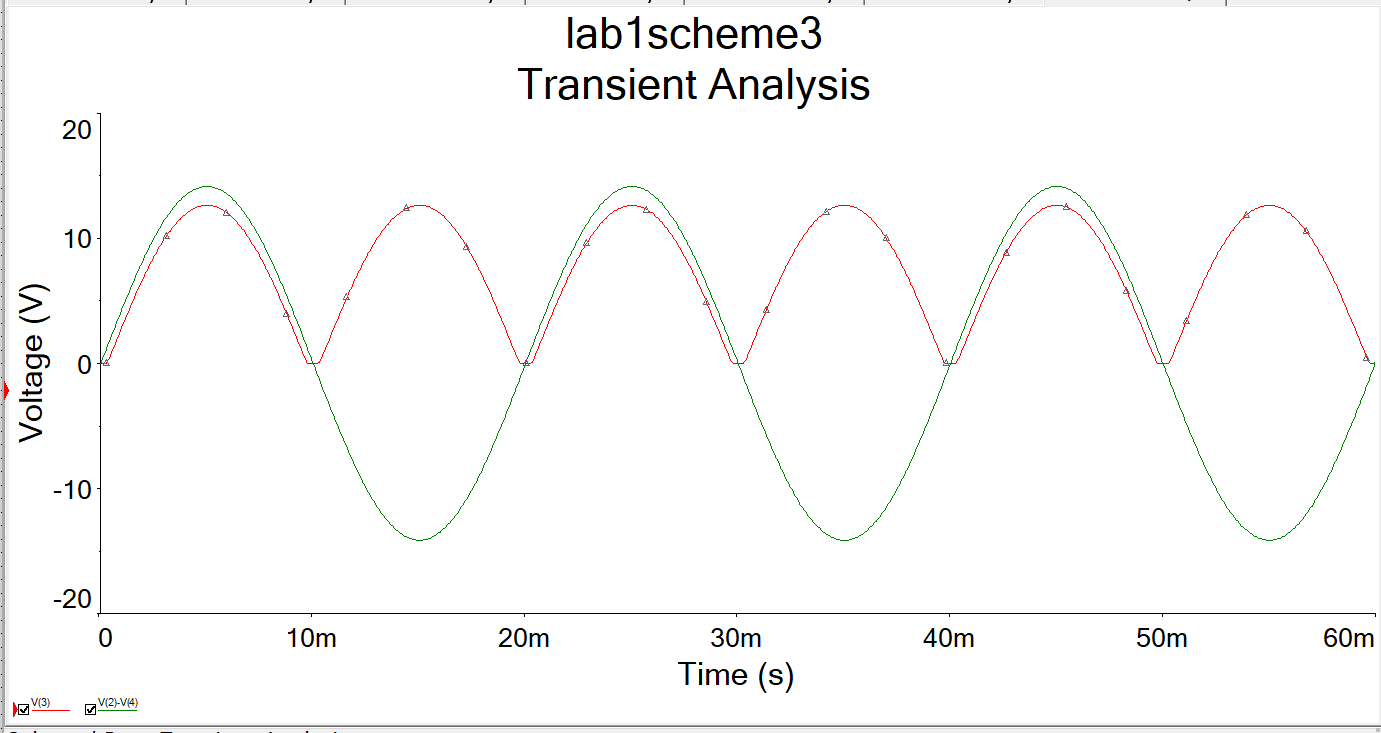 lab1scheme3
Transient Analysis
20
10
0
-10
-20
Voltage (V)
0 10m 20m 30m 40m 50m 60m
Time (s)
V(3) V(2)-V(4)